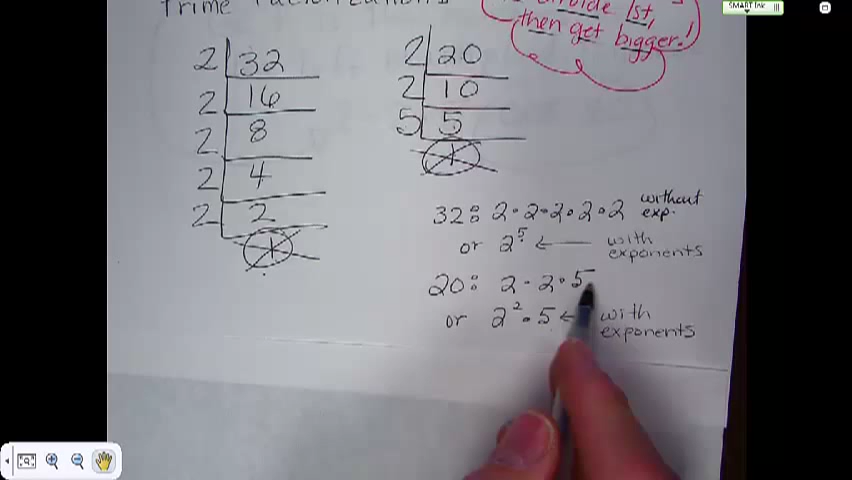 Prime Factorizations
divide 1st,
then get bigger!
2 32
2 16
2 8
2 4
2 2
1
2 20
2 10
5 5
1
32: 2·2·2·2·2 without exp.
or 2⁵ ← with exponents
20: 2·2·5
or 2²·5 ← with exponents
SMART Ink